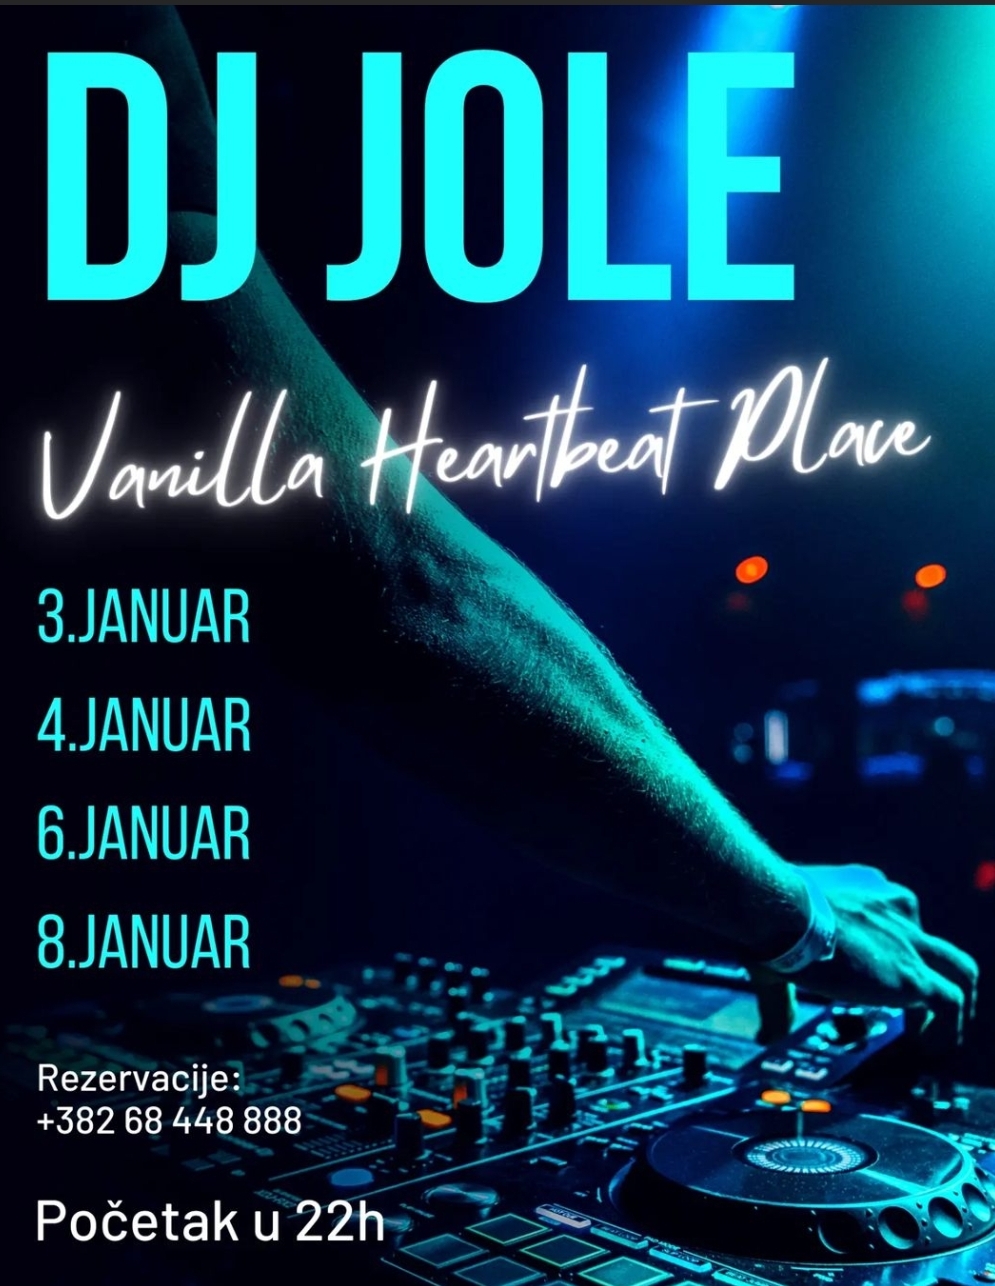 DJ JOLE
Vanilla Heartbeat Place
3.JANUAR
4.JANUAR
6.JANUAR
8.JANUAR
Rezervacije:
+382 68 448 888
Početak u 22h